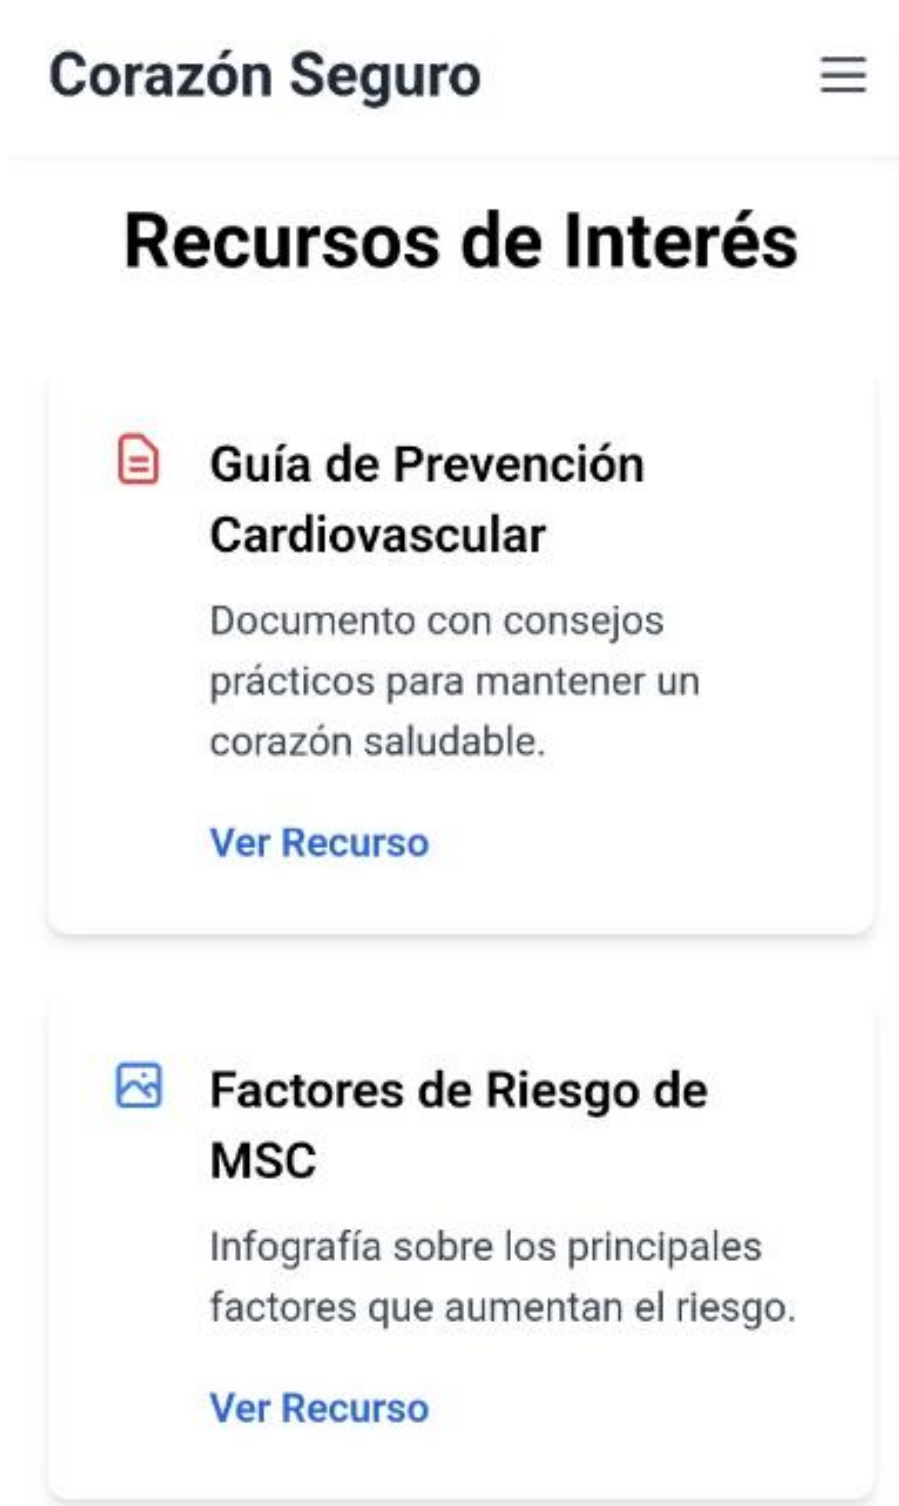 Corazón Seguro
Recursos de Interés
Guía de Prevención
Cardiovascular
Documento con consejos
prácticos para mantener un
corazón saludable.
Ver Recurso
Factores de Riesgo de
MSC
Infografía sobre los principales
factores que aumentan el riesgo.
Ver Recurso